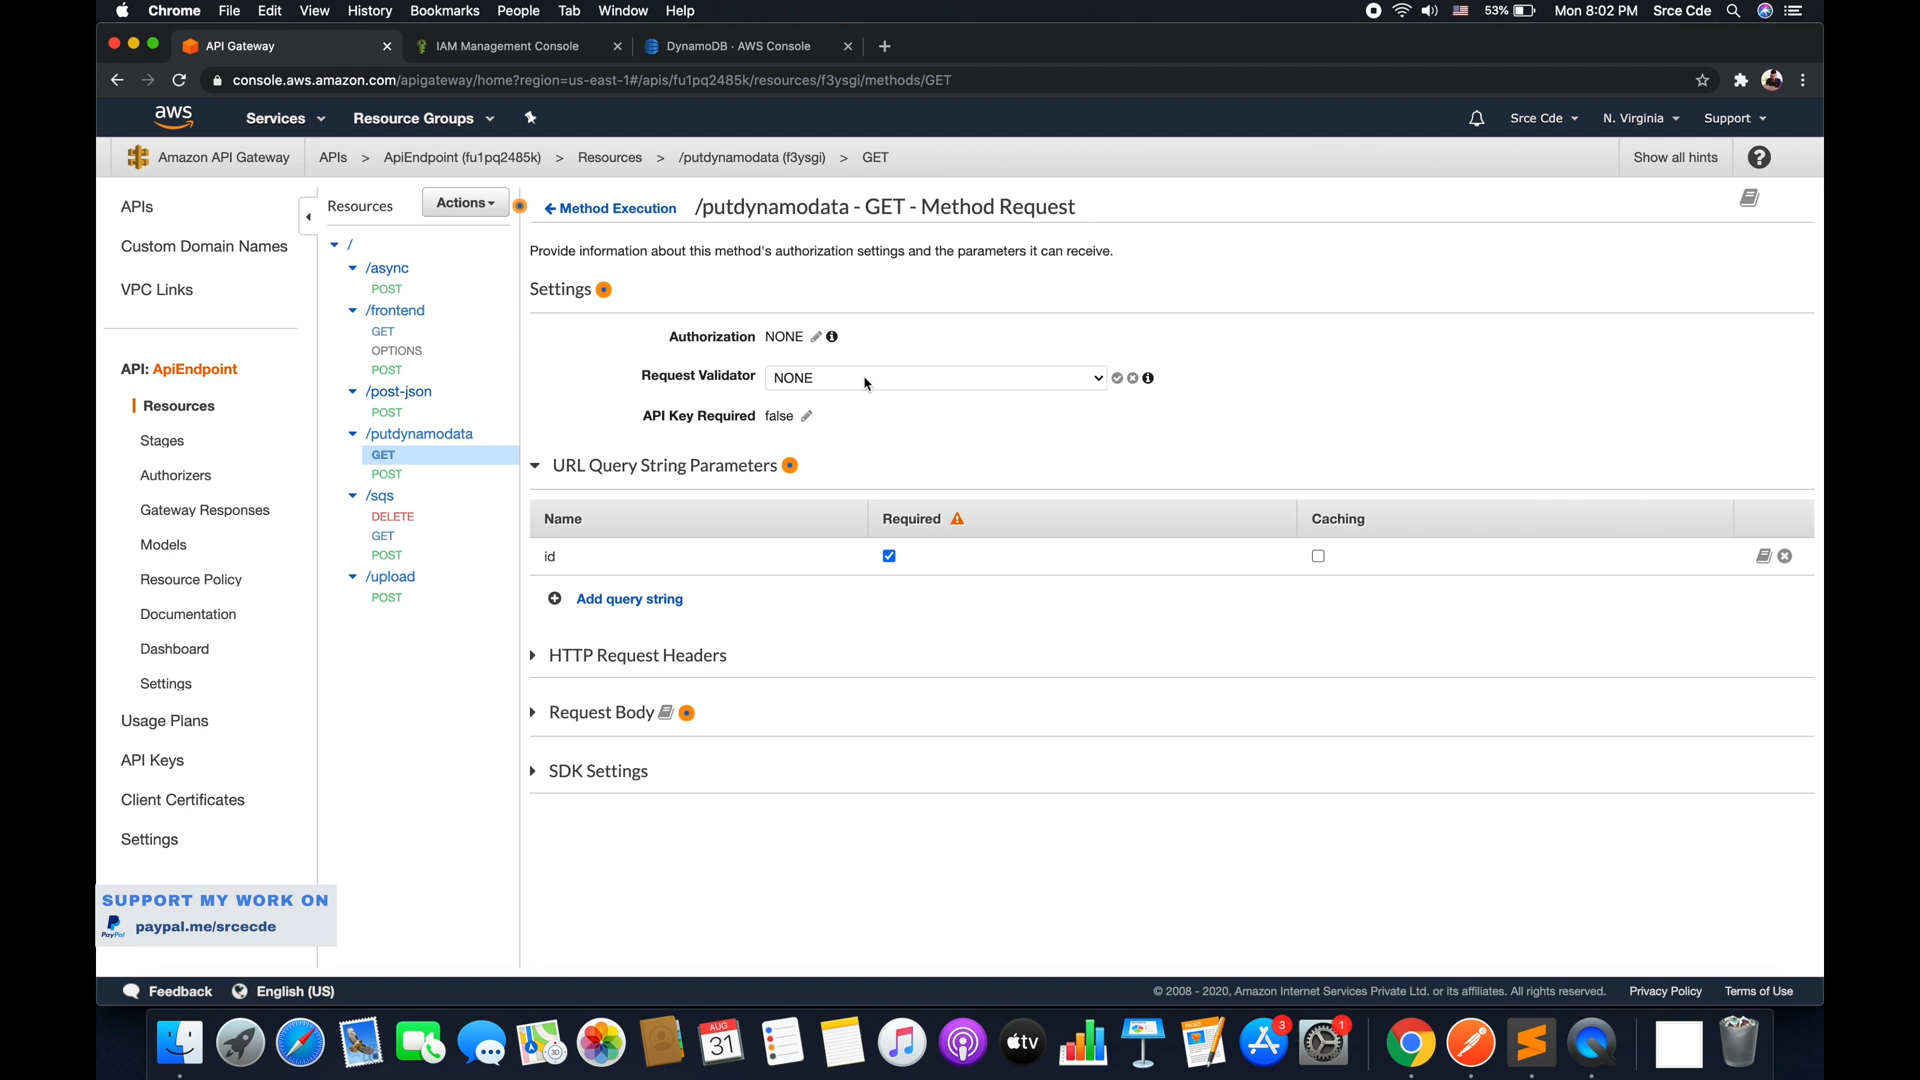 Chrome File Edit View History Bookmarks People Tab Window Help 53% Mon 8:02 PM Srce Cde
API Gateway IAM Management Console DynamoDB · AWS Console
console.aws.amazon.com/apigateway/home?region=us-east-1#/apis/fu1pq2485k/resources/f3ysgi/methods/GET
aws Services Resource Groups Srce Cde N. Virginia Support
Amazon API Gateway APIs > ApiEndpoint (fu1pq2485k) > Resources > /putdynamodata (f3ysgi) > GET Show all hints ?
APIs
Custom Domain Names
VPC Links
API: ApiEndpoint
Resources
Stages
Authorizers
Gateway Responses
Models
Resource Policy
Documentation
Dashboard
Settings
Usage Plans
API Keys
Client Certificates
Settings
Resources Actions
/
/async
POST
/frontend
GET
OPTIONS
POST
/post-json
POST
/putdynamodata
GET
POST
/sqs
DELETE
GET
POST
/upload
POST
Method Execution /putdynamodata - GET - Method Request
Provide information about this method's authorization settings and the parameters it can receive.
Settings
Authorization NONE
Request Validator NONE
API Key Required false
URL Query String Parameters
Name Required Caching
id
Add query string
HTTP Request Headers
Request Body
SDK Settings
SUPPORT MY WORK ON
PayPal paypal.me/srcecde
Feedback English (US) © 2008 - 2020, Amazon Internet Services Private Ltd. or its affiliates. All rights reserved. Privacy Policy Terms of Use
AUG
31
tv
3
1